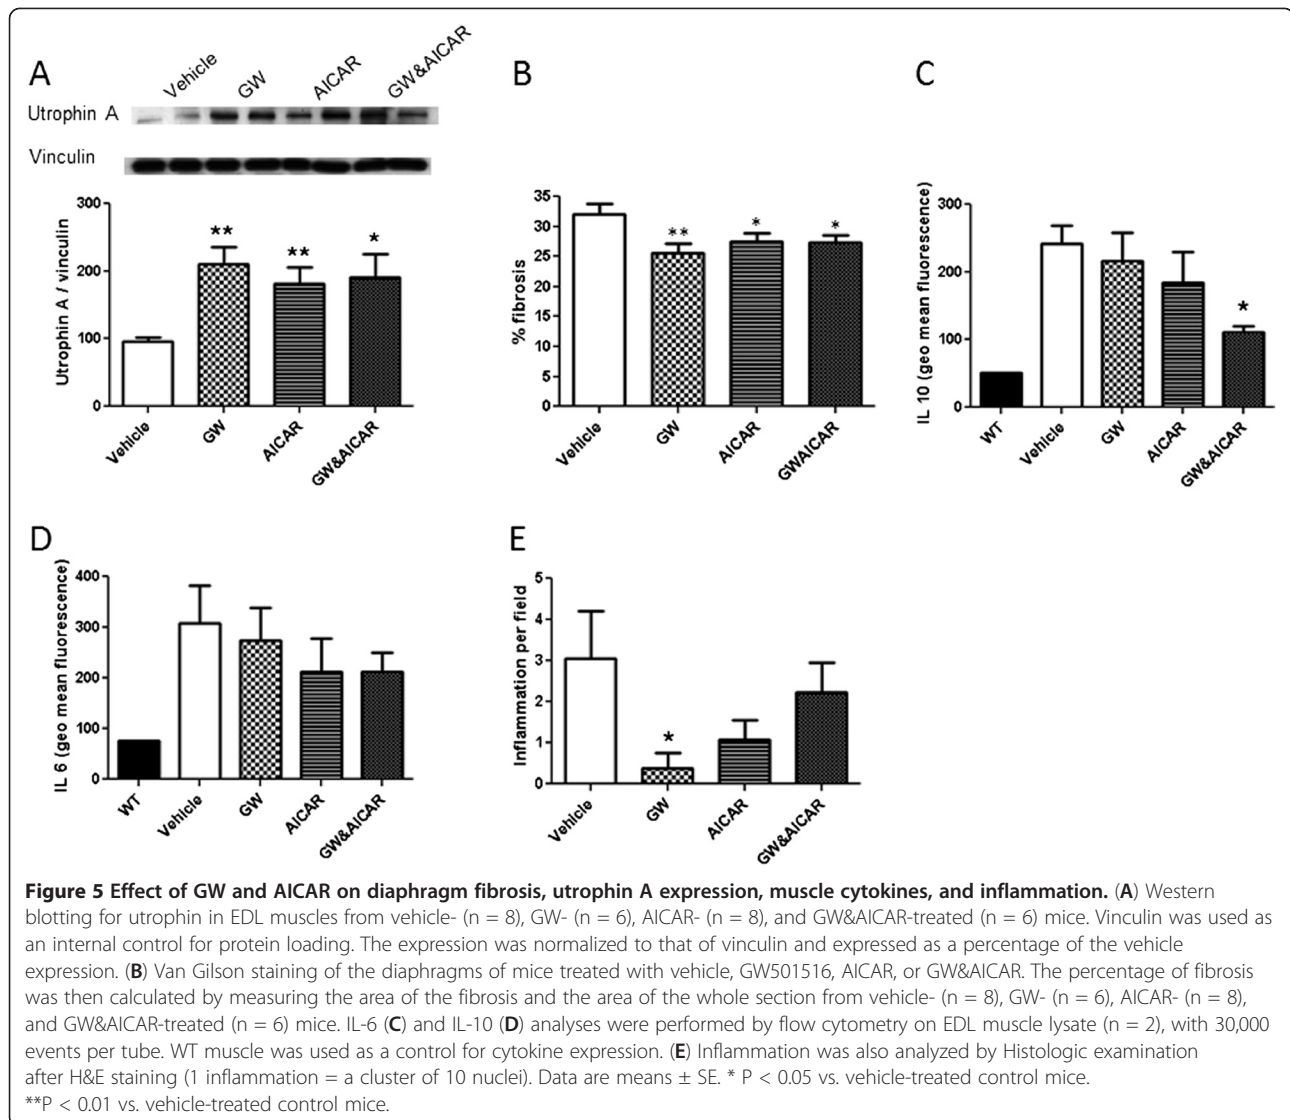 A
Vehicle
GW
AICAR
GW&AICAR
Utrophin A
Vinculin
300
200
100
0
Utrophin A / vinculin
**
**
*
Vehicle
GW
AICAR
GW&AICAR
B
35
30
25
20
15
10
5
0
% fibrosis
**
*
*
Vehicle
GW
AICAR
GWAICAR
C
300
200
100
0
IL 10 (geo mean fluorescence)
*
WT
Vehicle
GW
AICAR
GW&AICAR
D
400
300
200
100
0
IL 6 (geo mean fluorescence)
WT
Vehicle
GW
AICAR
GW&AICAR
E
5
4
3
2
1
0
Inflammation per field
*
Vehicle
GW
AICAR
GW&AICAR
Figure 5 Effect of GW and AICAR on diaphragm fibrosis, utrophin A expression, muscle cytokines, and inflammation. (A) Western
blotting for utrophin in EDL muscles from vehicle- (n = 8), GW- (n = 6), AICAR- (n = 8), and GW&AICAR-treated (n = 6) mice. Vinculin was used as
an internal control for protein loading. The expression was normalized to that of vinculin and expressed as a percentage of the vehicle
expression. (B) Van Gilson staining of the diaphragms of mice treated with vehicle, GW501516, AICAR, or GW&AICAR. The percentage of fibrosis
was then calculated by measuring the area of the fibrosis and the area of the whole section from vehicle- (n = 8), GW- (n = 6), AICAR- (n = 8),
and GW&AICAR-treated (n = 6) mice. IL-6 (C) and IL-10 (D) analyses were performed by flow cytometry on EDL muscle lysate (n = 2), with 30,000
events per tube. WT muscle was used as a control for cytokine expression. (E) Inflammation was also analyzed by Histologic examination
after H&E staining (1 inflammation = a cluster of 10 nuclei). Data are means ± SE. * P < 0.05 vs. vehicle-treated control mice.
**P < 0.01 vs. vehicle-treated control mice.